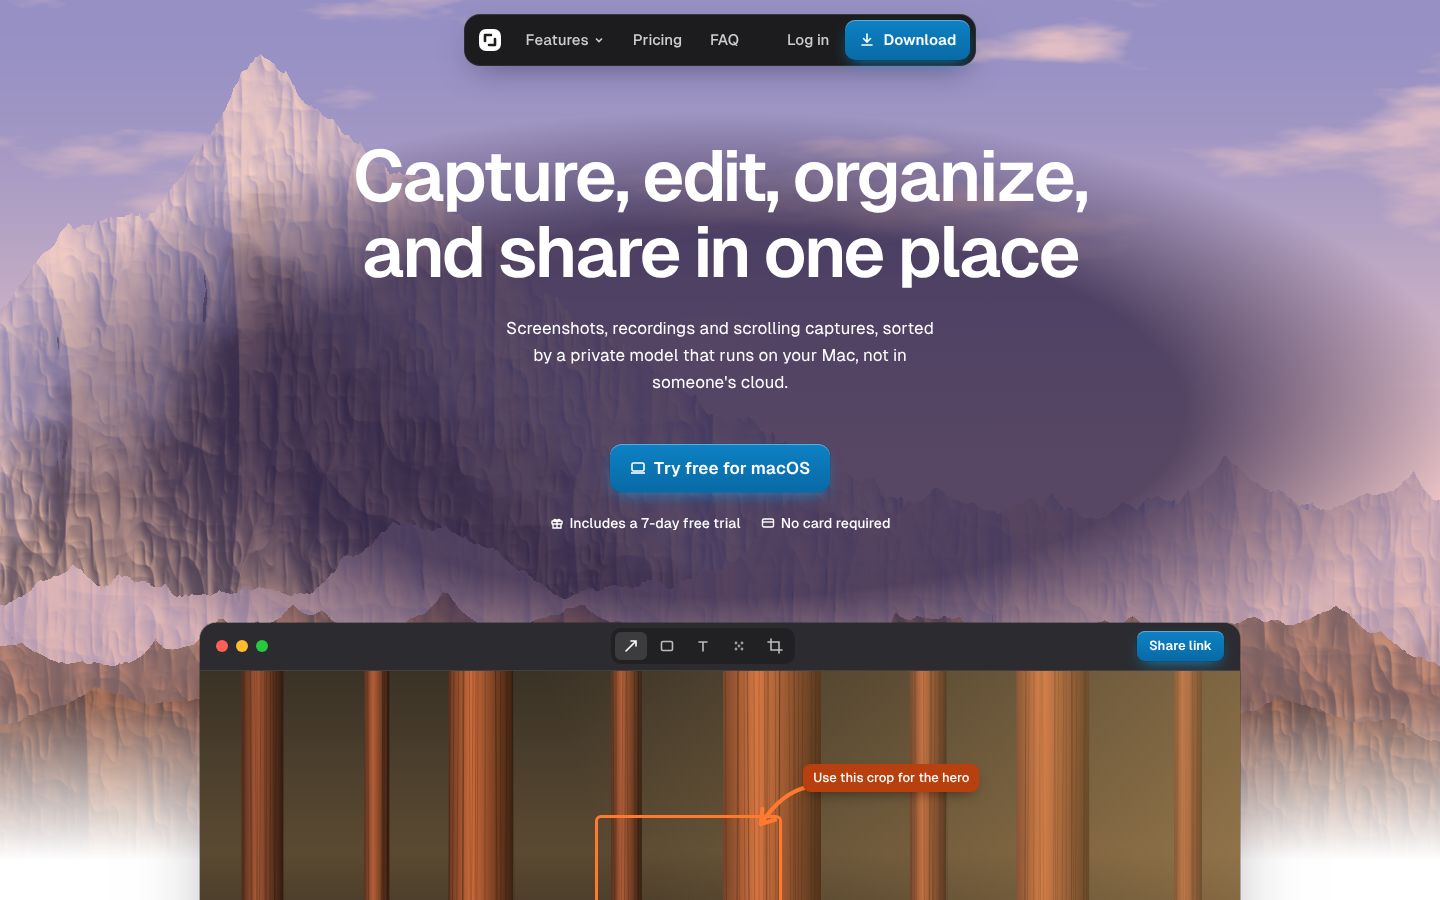 Features
Pricing
FAQ
Log in
Download
Capture, edit, organize,
and share in one place
Screenshots, recordings and scrolling captures, sorted
by a private model that runs on your Mac, not in
someone's cloud.
Try free for macOS
Includes a 7-day free trial
No card required
T
Share link
Use this crop for the hero